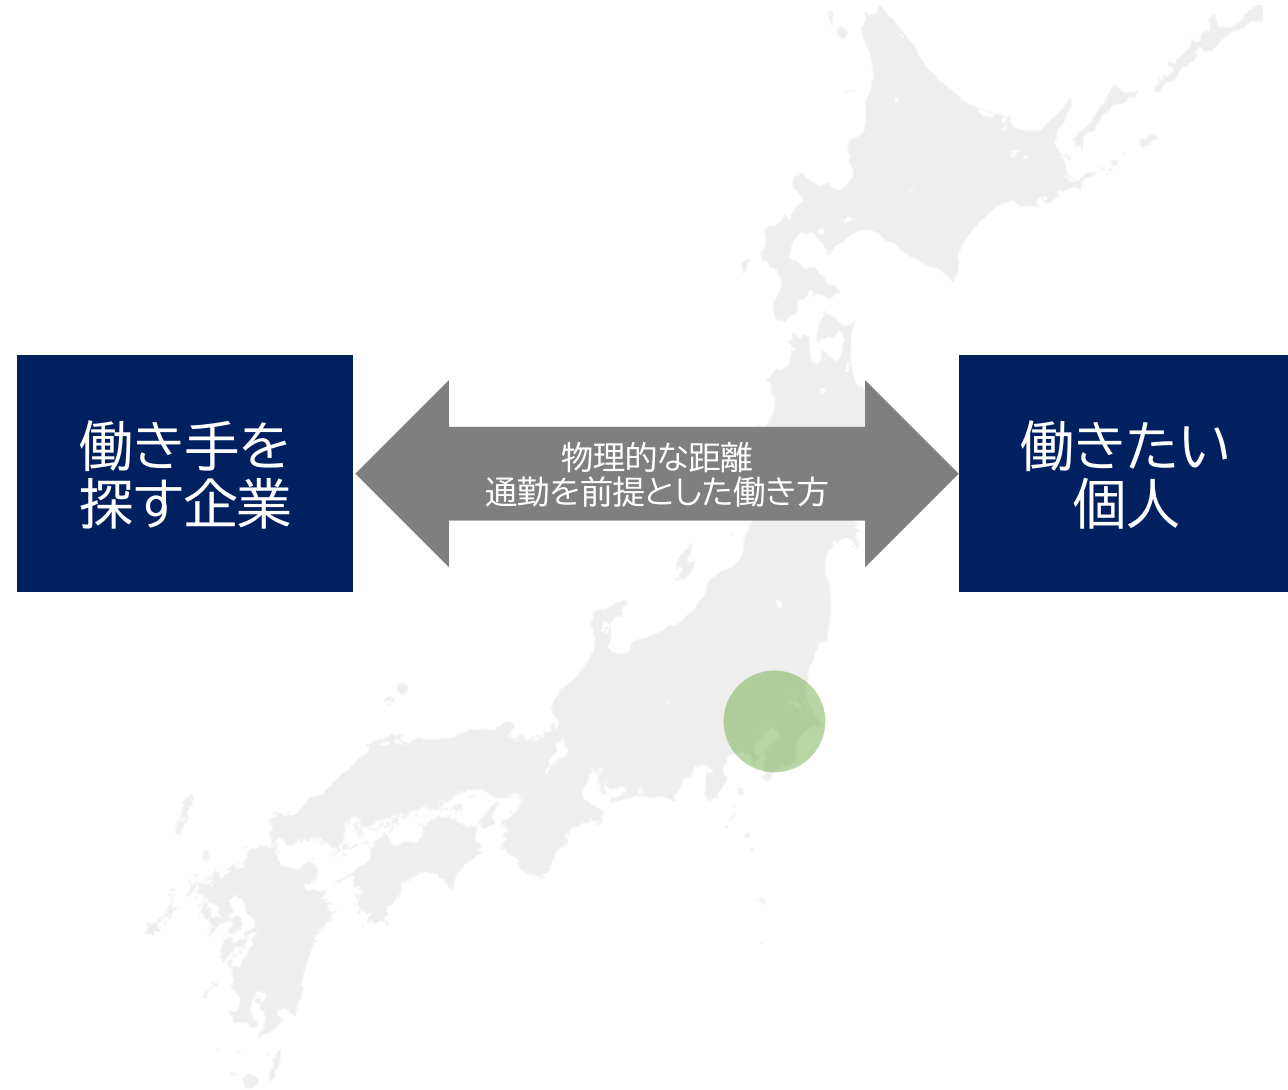 働き手を
探す企業
物理的な距離
通勤を前提とした働き方
働きたい
個人